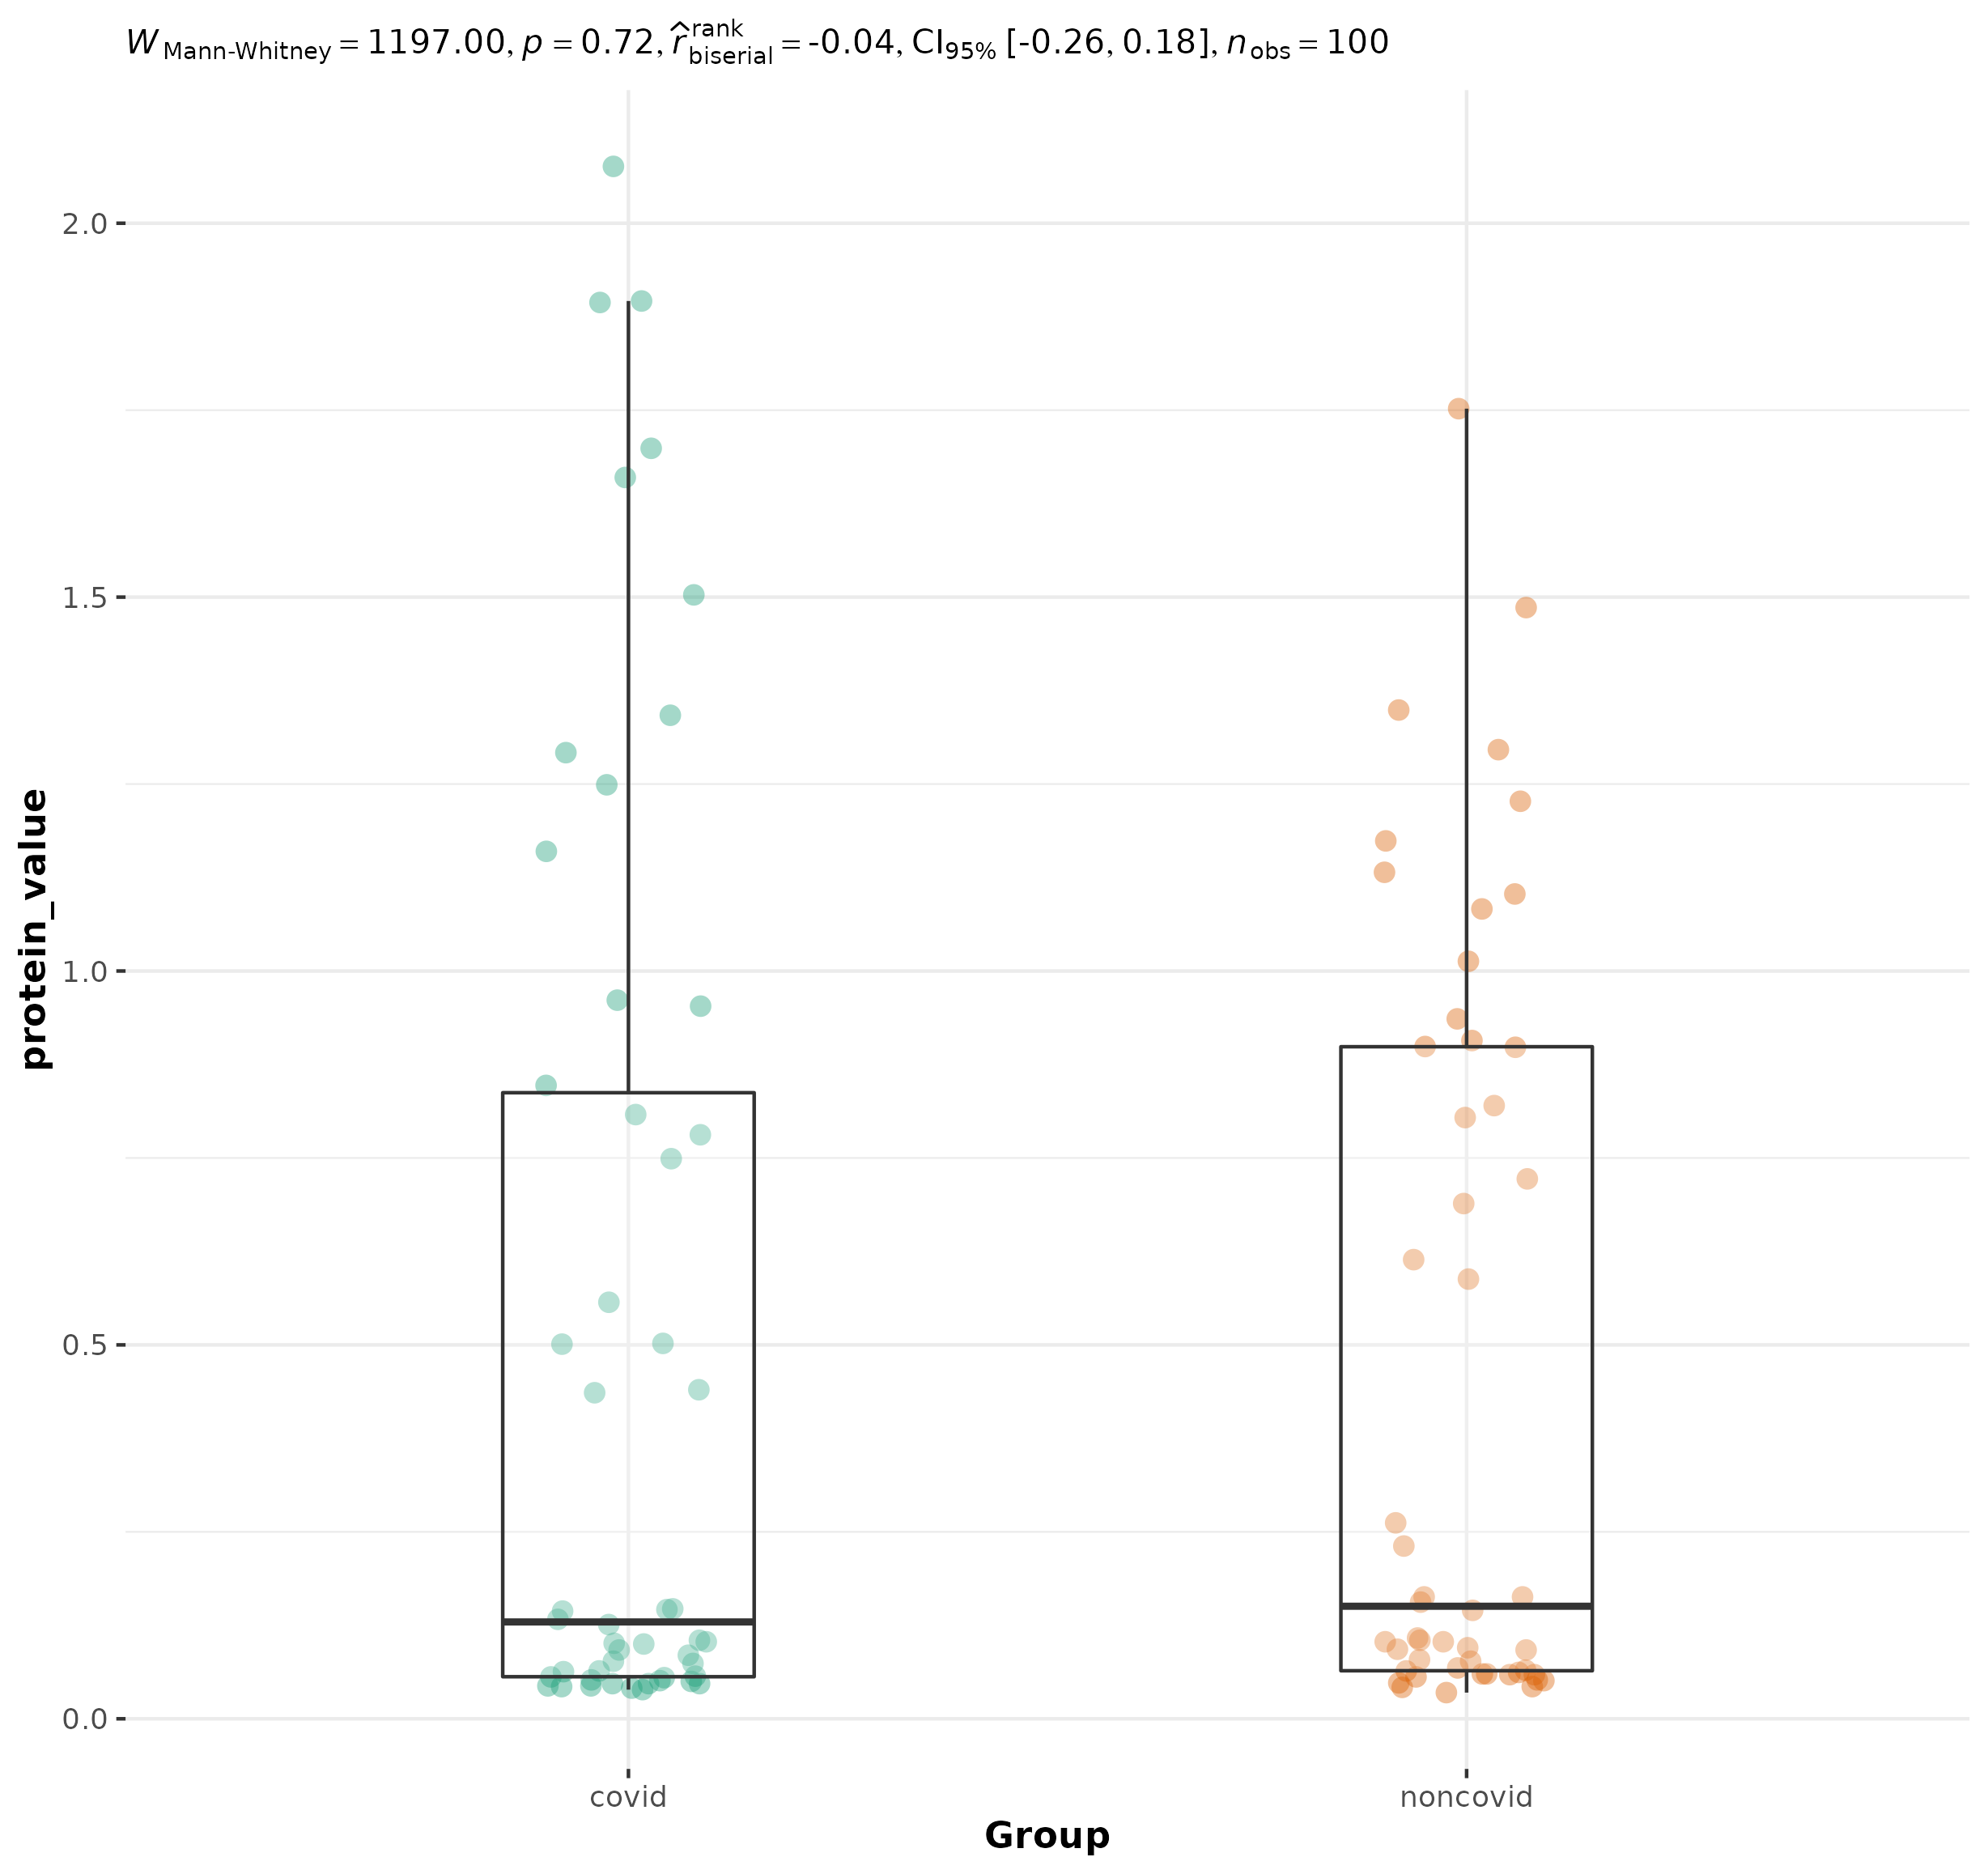 W Mann-Whitney = 1197.00, p = 0.72, r̂ rank biserial = -0.04, CI95% [-0.26, 0.18], nobs = 100
protein_value
2.0
1.5
1.0
0.5
0.0
covid noncovid
Group